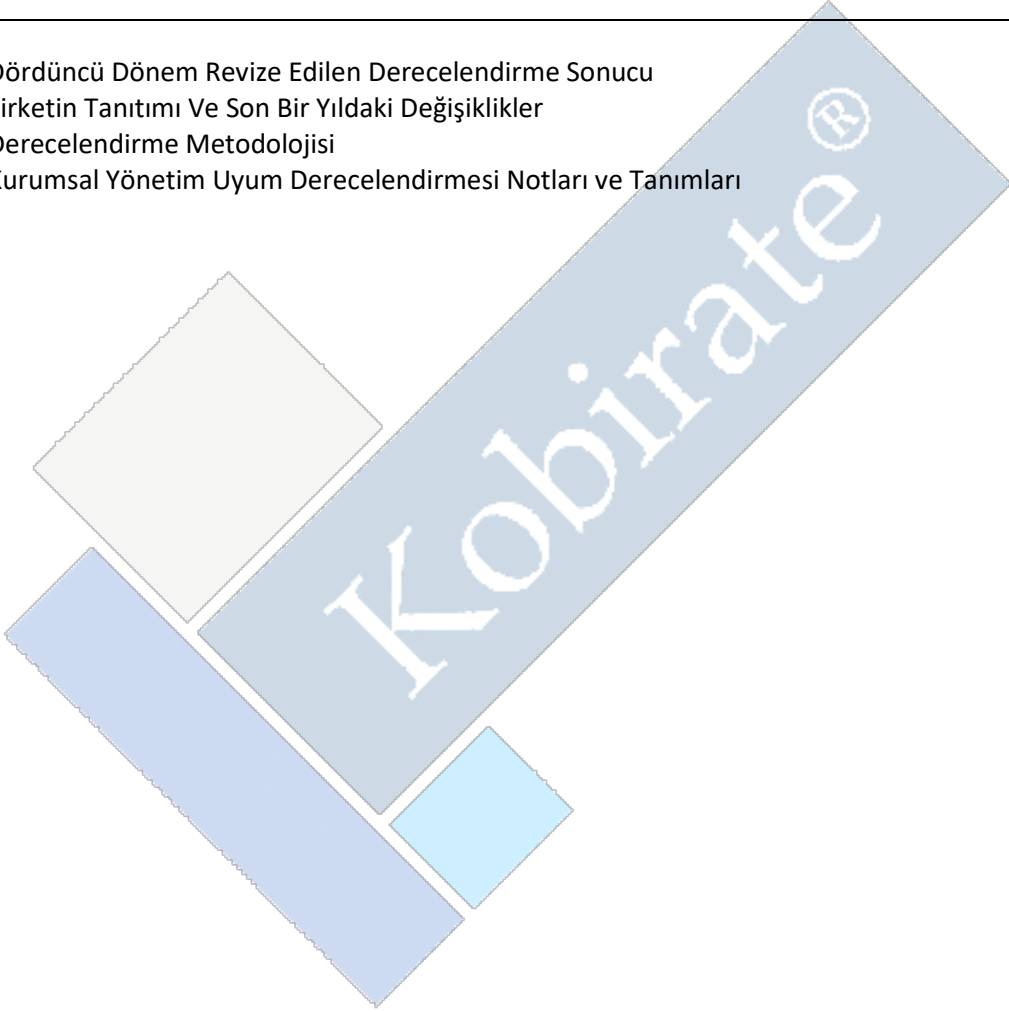 ördüncü Dönem Revize Edilen Derecelendirme Sonucu
irketin Tanıtımı Ve Son Bir Yıldaki Değişiklikler
Derecelendirme Metodolojisi
urumsal Yönetim Uyum Derecelendirmesi Notları ve Tanımları
Kobirate ®